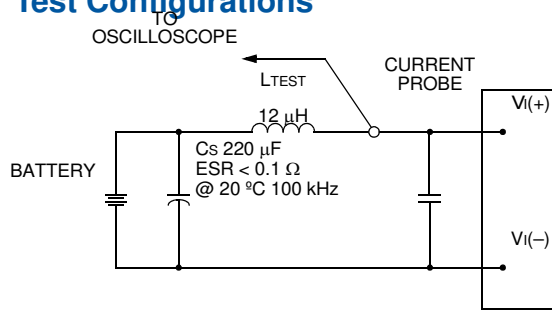 Test Configurations
TO
OSCILLOSCOPE
CURRENT
PROBE
LTEST
VI(+)
12 μH
CS 220 μF
ESR < 0.1 Ω
@ 20 ºC 100 kHz
BATTERY
VI(–)